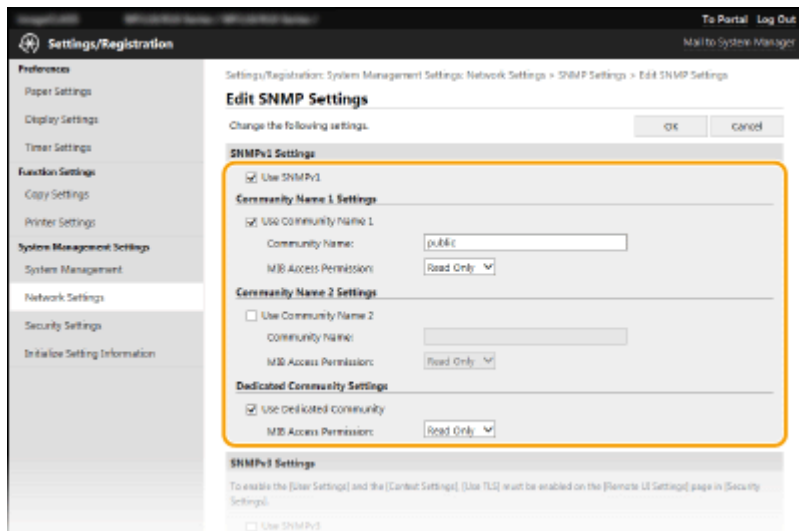 To Portal Log Out
Settings/Registration
Mail to System Manager
Preferences
Paper Settings
Display Settings
Timer Settings
Function Settings
Copy Settings
Printer Settings
System Management Settings
System Management
Network Settings
Security Settings
Initialize Setting Information
Settings/Registration: System Management Settings: Network Settings > SNMP Settings > Edit SNMP Settings
Edit SNMP Settings
Change the following settings.
OK Cancel
SNMPv1 Settings
Use SNMPv1
Community Name 1 Settings
Use Community Name 1
Community Name: public
MIB Access Permission: Read Only
Community Name 2 Settings
Use Community Name 2
Community Name:
MIB Access Permission: Read Only
Dedicated Community Settings
Use Dedicated Community
MIB Access Permission: Read Only
SNMPv3 Settings
To enable the [User Settings] and the [Context Settings], [Use TLS] must be enabled on the [Remote UI Settings] page in [Security
Settings].
Use SNMPv3